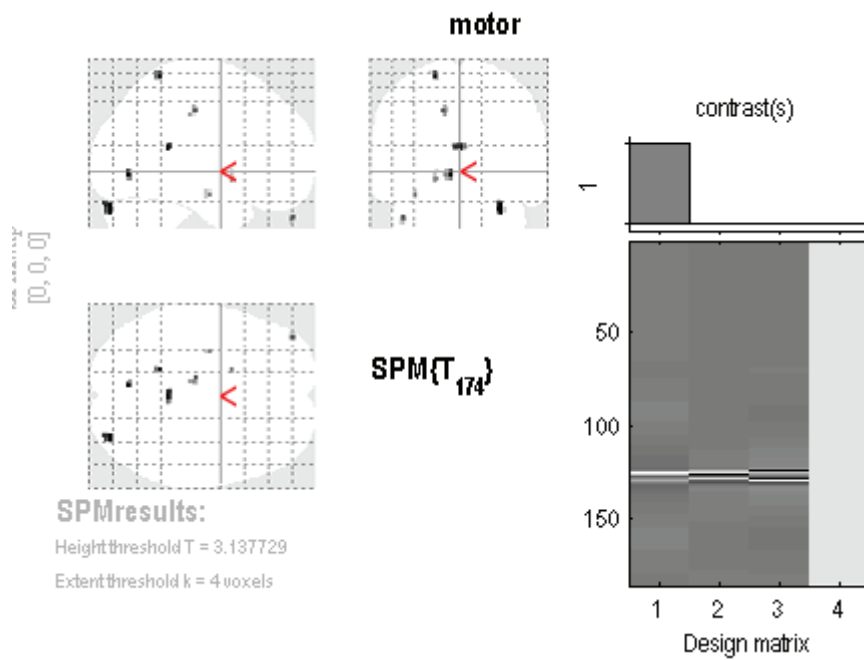 motor
contrast(s)
1
<
<
[0, 0, 0]
<
SPM{T174}
50
100
150
SPMresults:
Height threshold T = 3.137729
Extent threshold k = 4 voxels
1 2 3 4
Design matrix